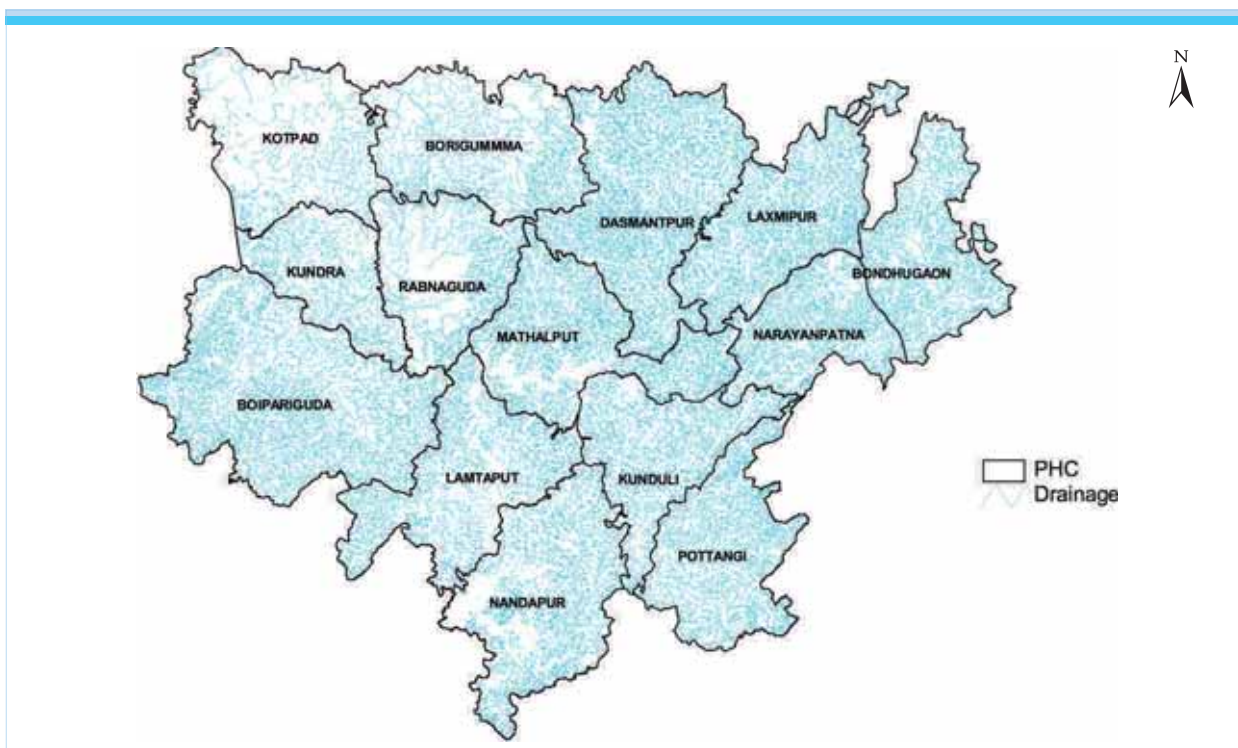 N
KOTPAD
BORIGUMMMA
DASMANTPUR
LAXMIPUR
BONDHUGAON
KUNDRA
RABNAGUDA
MATHALPUT
NARAYANPATNA
BOIPARIGUDA
LAMTAPUT
KUNDULI
POTTANGI
NANDAPUR
PHC
Drainage